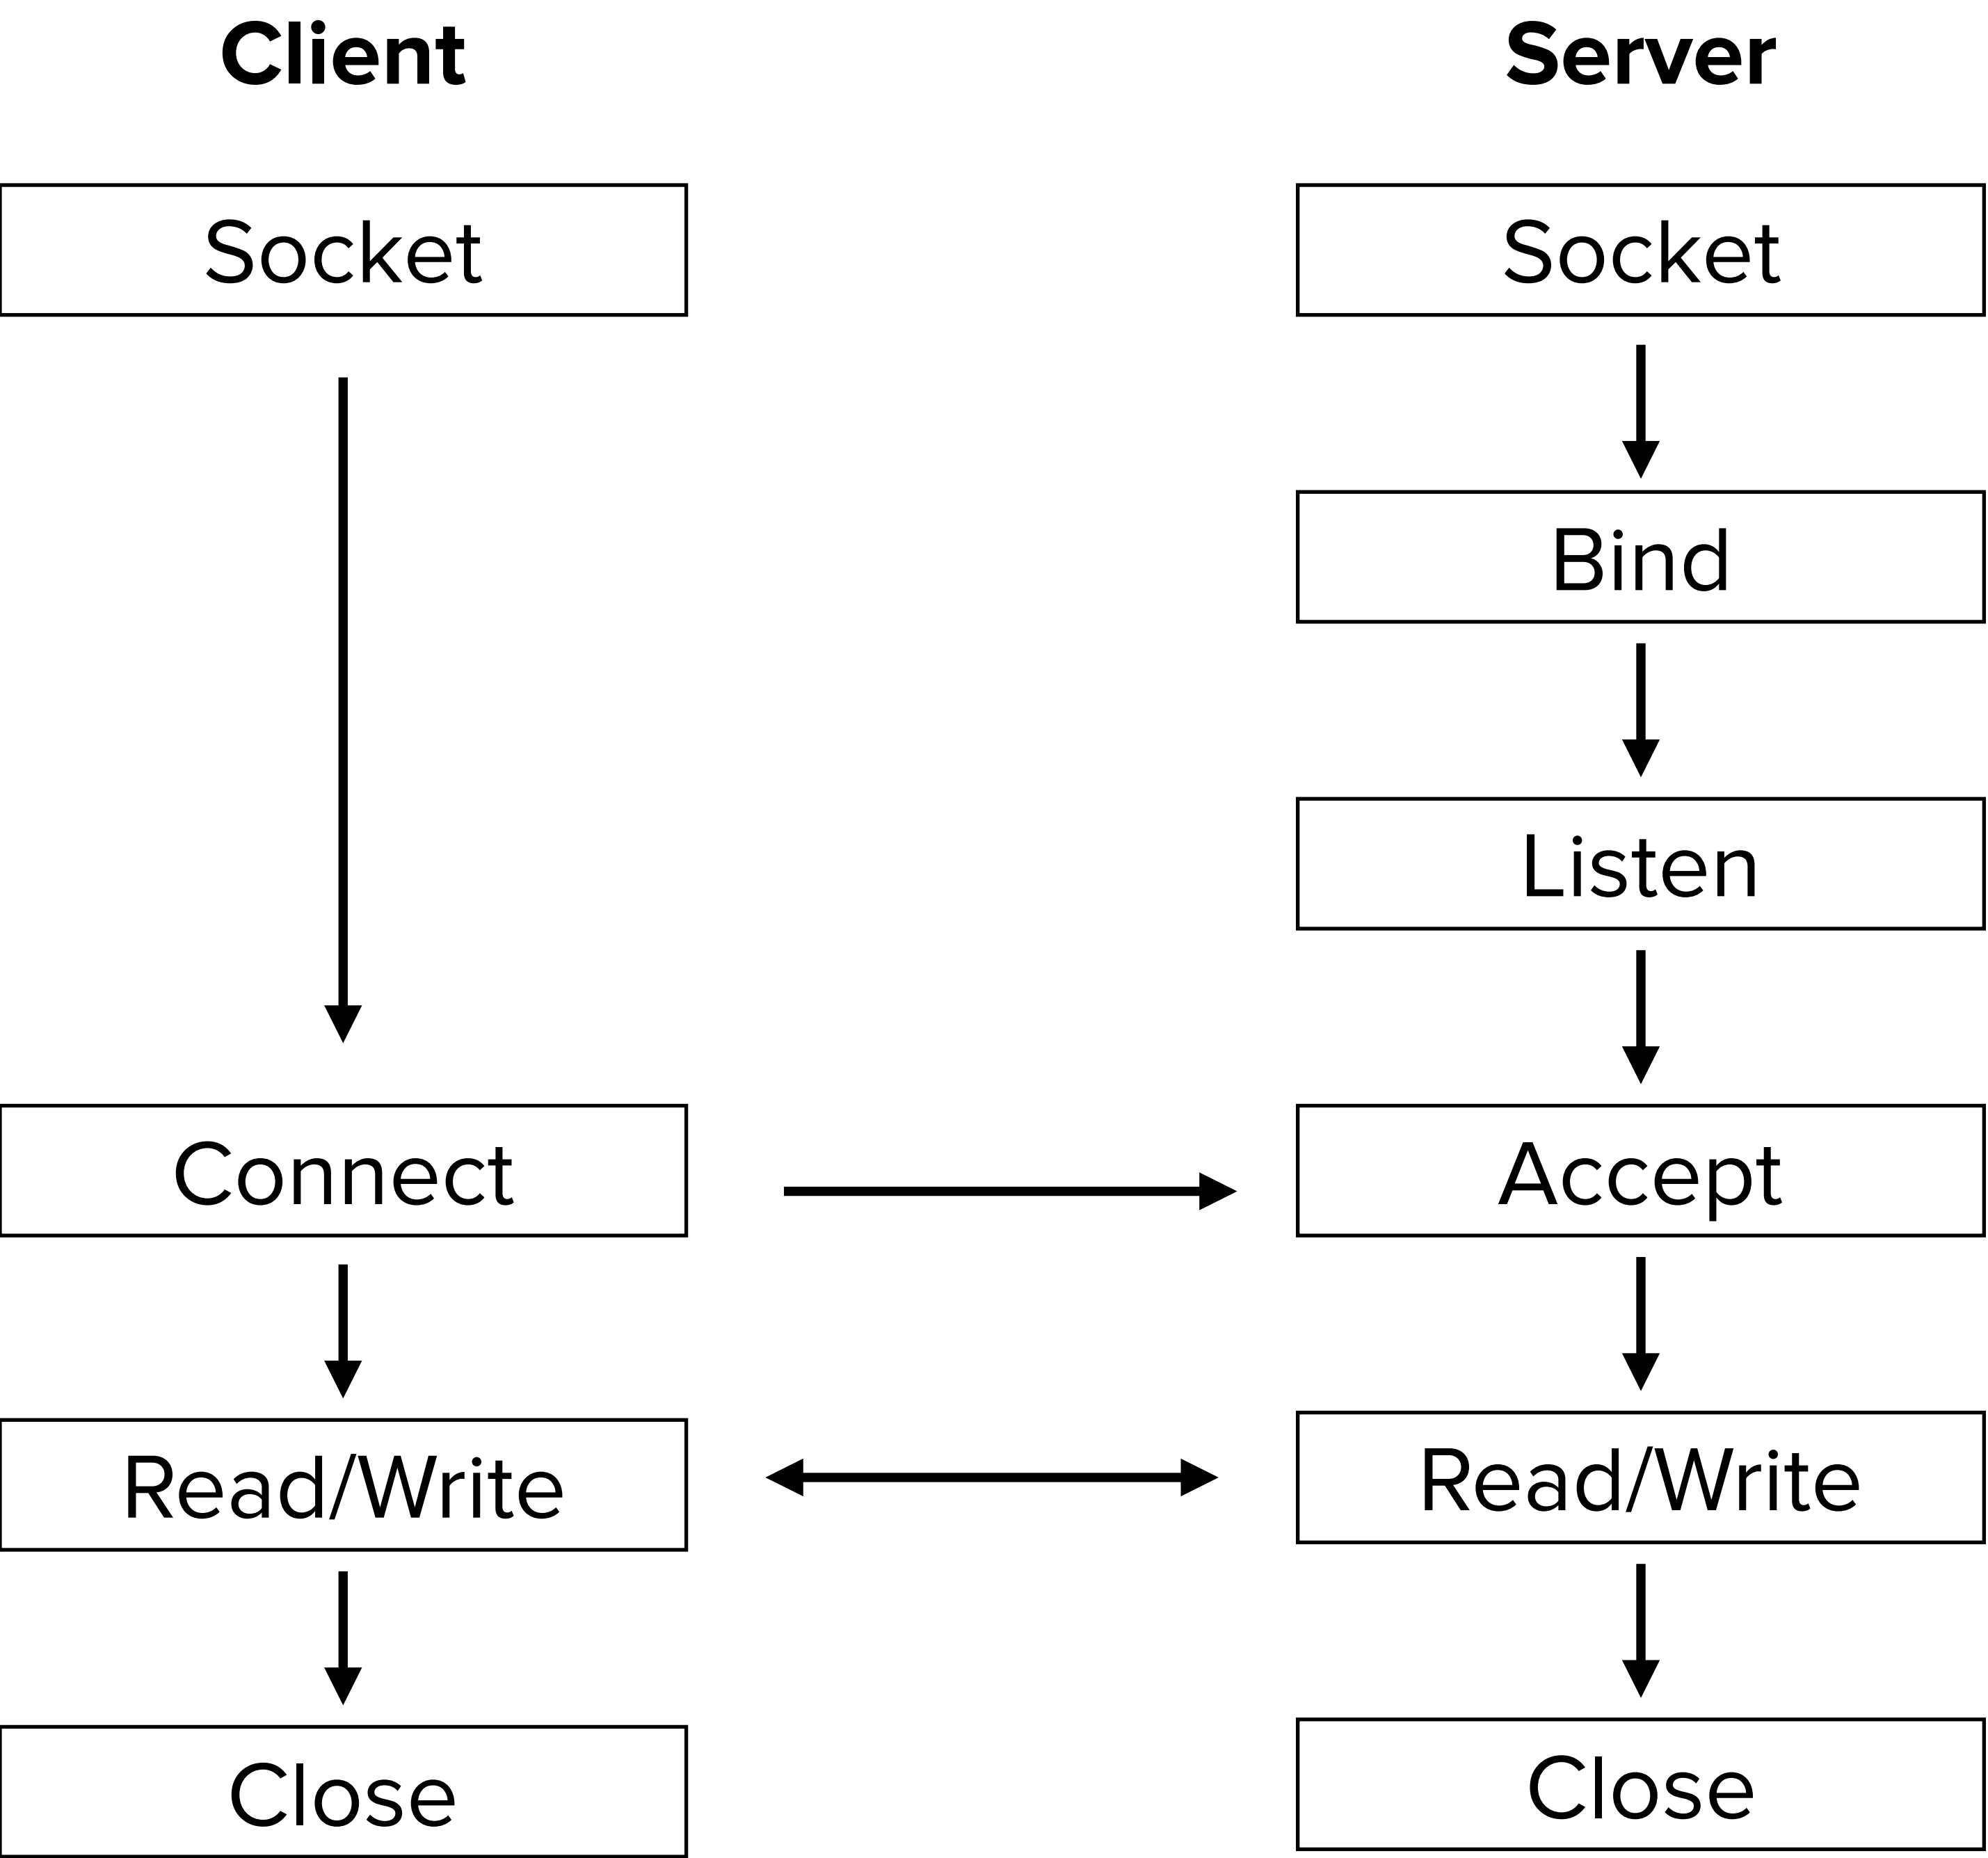 Client
Server
Socket
Socket
Bind
Listen
Connect
Accept
Read/Write
Read/Write
Close
Close